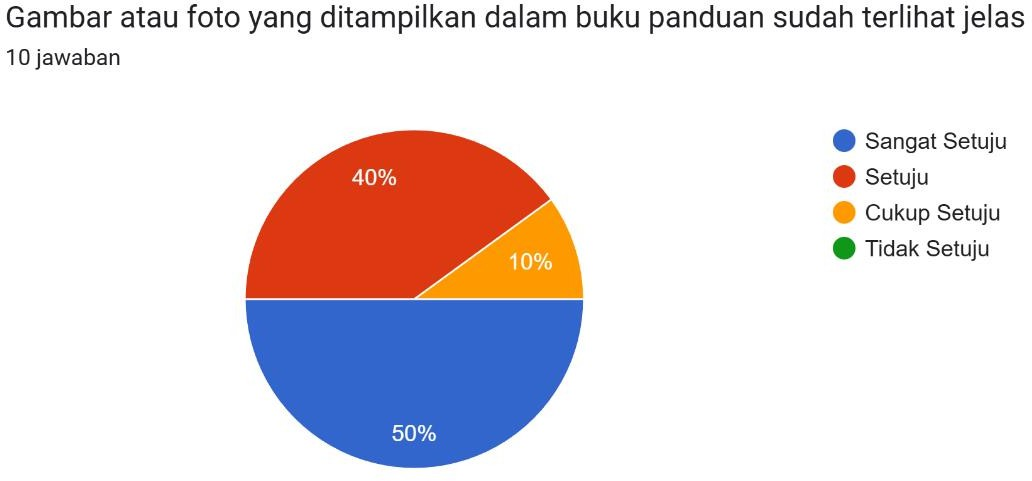 Gambar atau foto yang ditampilkan dalam buku panduan sudah terlihat jelas
10 jawaban
40%
10%
50%
Sangat Setuju
Setuju
Cukup Setuju
Tidak Setuju